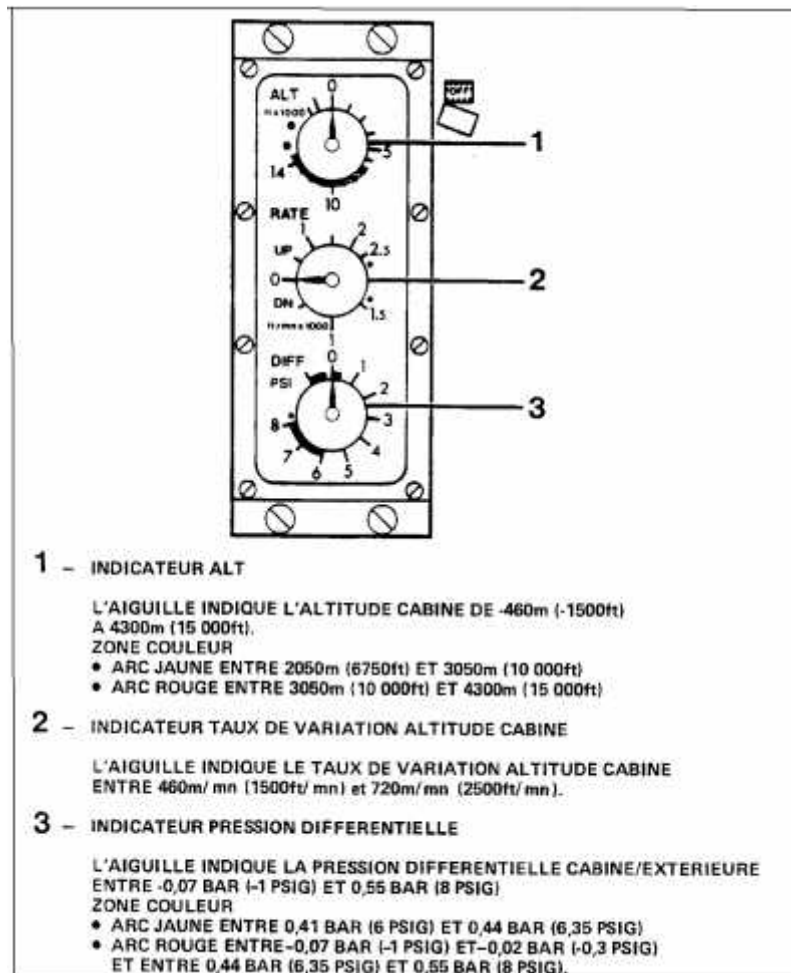 0
ALT
ft x 1000
OFF
5
1
14
10
RATE
1
2
UP
2.5
0
2
DN
1.5
ft/mn x 1000
1
DIFF
0
PSI
1
2
3
3
8
4
7
6
5
1 – INDICATEUR ALT
L'AIGUILLE INDIQUE L'ALTITUDE CABINE DE -460m (-1500ft)
A 4300m (15 000ft).
ZONE COULEUR
• ARC JAUNE ENTRE 2050m (6750ft) ET 3050m (10 000ft)
• ARC ROUGE ENTRE 3050m (10 000ft) ET 4300m (15 000ft)
2 – INDICATEUR TAUX DE VARIATION ALTITUDE CABINE
L'AIGUILLE INDIQUE LE TAUX DE VARIATION ALTITUDE CABINE
ENTRE 460m/mn (1500ft/mn) et 720m/mn (2500ft/mn).
3 – INDICATEUR PRESSION DIFFERENTIELLE
L'AIGUILLE INDIQUE LA PRESSION DIFFERENTIELLE CABINE/EXTERIEURE
ENTRE -0,07 BAR (-1 PSIG) ET 0,55 BAR (8 PSIG)
ZONE COULEUR
• ARC JAUNE ENTRE 0,41 BAR (6 PSIG) ET 0,44 BAR (6,35 PSIG)
• ARC ROUGE ENTRE-0,07 BAR (-1 PSIG) ET-0,02 BAR (-0,3 PSIG)
ET ENTRE 0,44 BAR (6,35 PSIG) ET 0,55 BAR (8 PSIG).